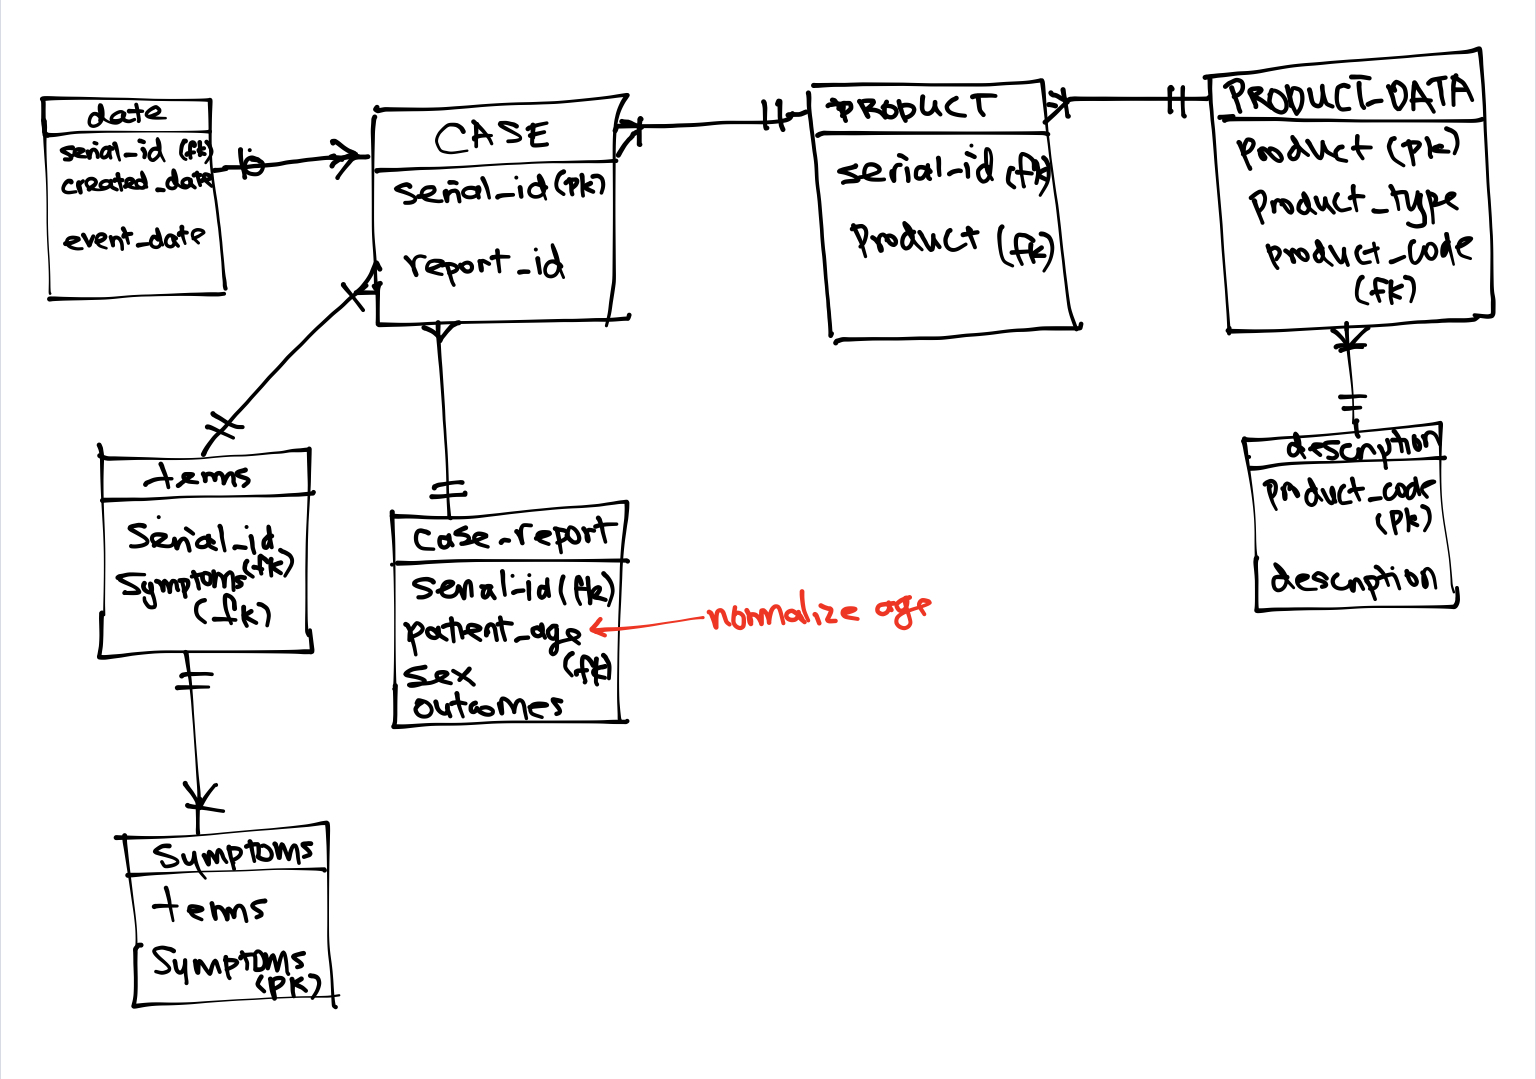 date
serial_id (fk)
created_date
event_date
CASE
serial_id (pk)
report_id
PRODUCT
serial_id (fk)
Product (fk)
PRODUCT_DATA
Product (pk)
Product_type
product_code
(fk)
description
product_code
(pk)
description
terms
Serial_id
(fk)
Symptoms
(fk)
case_report
serial_id (fk)
patient_age
(fk)
sex
outcomes
normalize age
Symptoms
terms
Symptoms
(pk)